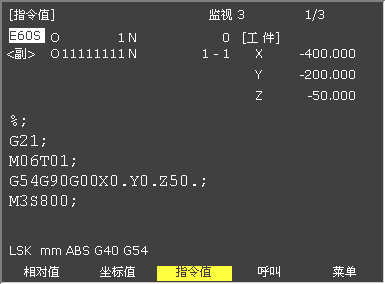 [指令值] 监视 3 1/3
E60S O 1 N 0 [工 件]
<副> O 11111111 N 1 - 1 X -400.000
Y -200.000
Z -50.000
%;
G21;
M06T01;
G54G90G00X0.Y0.Z50.;
M3S800;
LSK mm ABS G40 G54
相对值 坐标值 指令值 呼叫 菜单